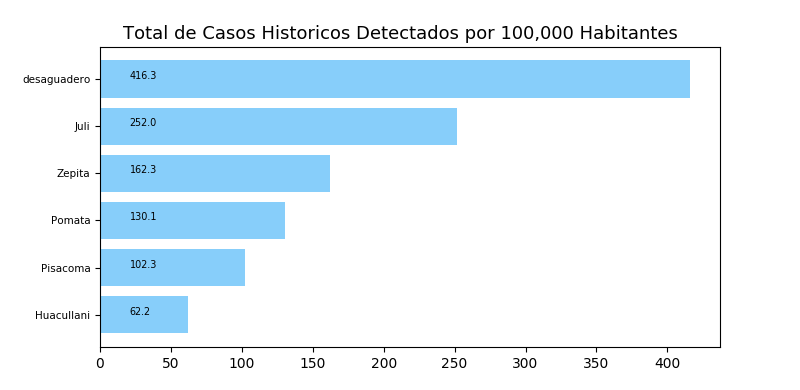 Total de Casos Historicos Detectados por 100,000 Habitantes
desaguadero 416.3
Juli 252.0
Zepita 162.3
Pomata 130.1
Pisacoma 102.3
Huacullani 62.2
0 50 100 150 200 250 300 350 400